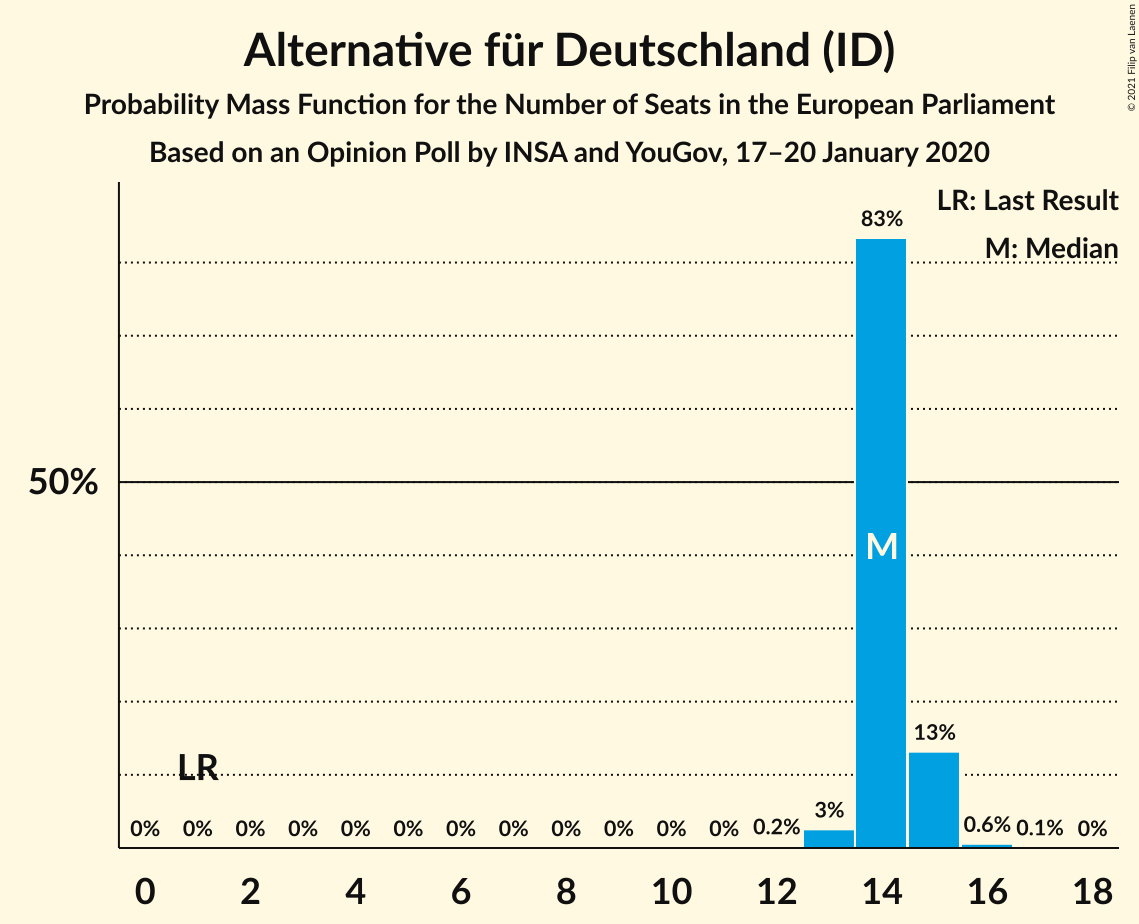 Alternative für Deutschland (ID)
Probability Mass Function for the Number of Seats in the European Parliament
Based on an Opinion Poll by INSA and YouGov, 17–20 January 2020
© 2021 Filip van Laenen
LR: Last Result
M: Median
83%
50%
M
13%
LR
3%
0% 0% 0% 0% 0% 0% 0% 0% 0% 0% 0% 0% 0.2% 0.6% 0.1% 0%
0 2 4 6 8 10 12 14 16 18